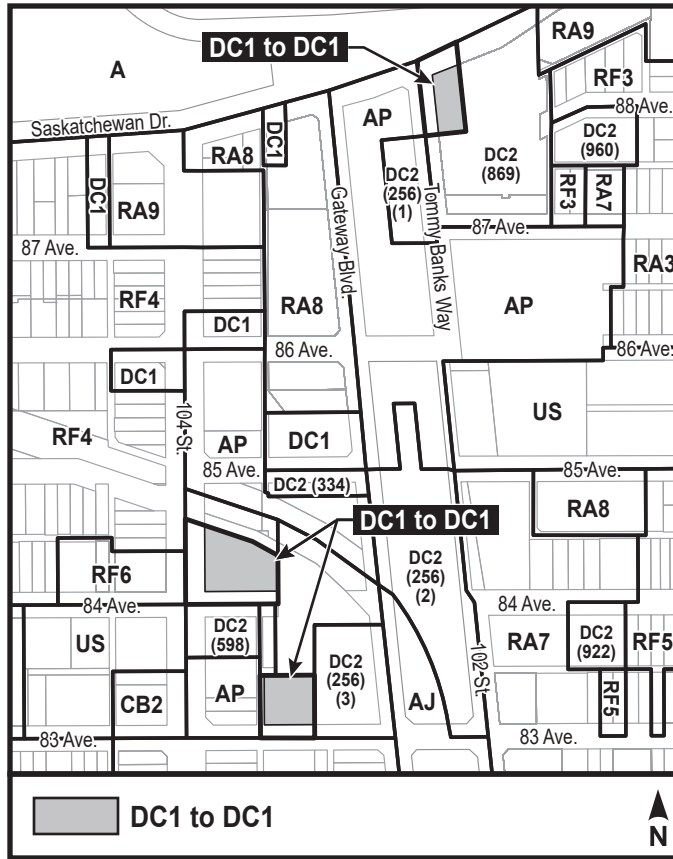 RA9
DC1 to DC1
A
RF3
AP
88 Ave.
Saskatchewan Dr.
DC1
RA8
DC2
(960)
DC2
(869)
DC2
(256)
(1)
DC1
RA9
RF3
RA7
Gateway Blvd.
Tommy Banks Way
87 Ave.
87 Ave.
RA3
RF4
RA8
AP
DC1
86 Ave.
86 Ave.
DC1
US
RF4
104 St.
AP
DC1
85 Ave.
85 Ave.
DC2 (334)
RA8
DC1 to DC1
DC2
(256)
(2)
RF6
84 Ave.
84 Ave.
US
DC2
(598)
RA7
DC2
(922)
RF5
DC2
(256)
(3)
102 St.
CB2
AP
AJ
RF5
83 Ave.
83 Ave.
DC1 to DC1
N